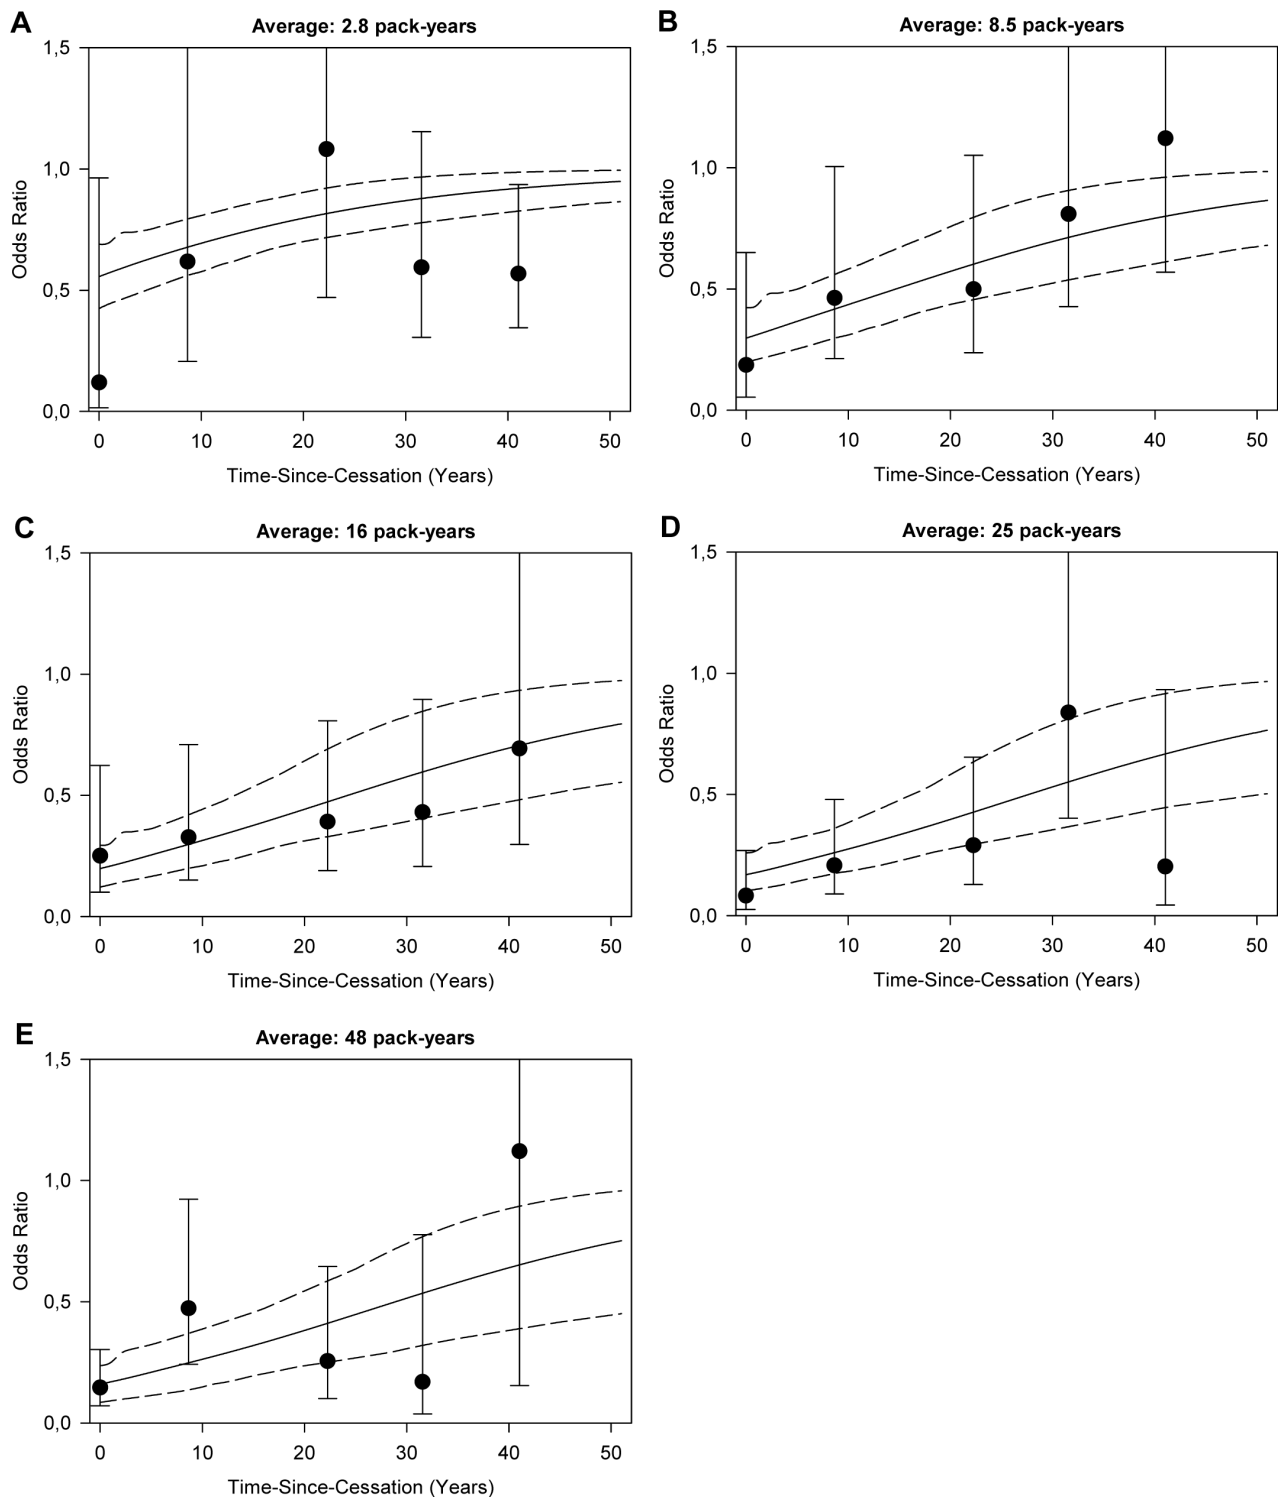 A
Average: 2.8 pack-years
1,5
1,0
0,5
0,0
Odds Ratio
0 10 20 30 40 50
Time-Since-Cessation (Years)
B
Average: 8.5 pack-years
1,5
1,0
0,5
0,0
Odds Ratio
0 10 20 30 40 50
Time-Since-Cessation (Years)
C
Average: 16 pack-years
1,5
1,0
0,5
0,0
Odds Ratio
0 10 20 30 40 50
Time-Since-Cessation (Years)
D
Average: 25 pack-years
1,5
1,0
0,5
0,0
Odds Ratio
0 10 20 30 40 50
Time-Since-Cessation (Years)
E
Average: 48 pack-years
1,5
1,0
0,5
0,0
Odds Ratio
0 10 20 30 40 50
Time-Since-Cessation (Years)